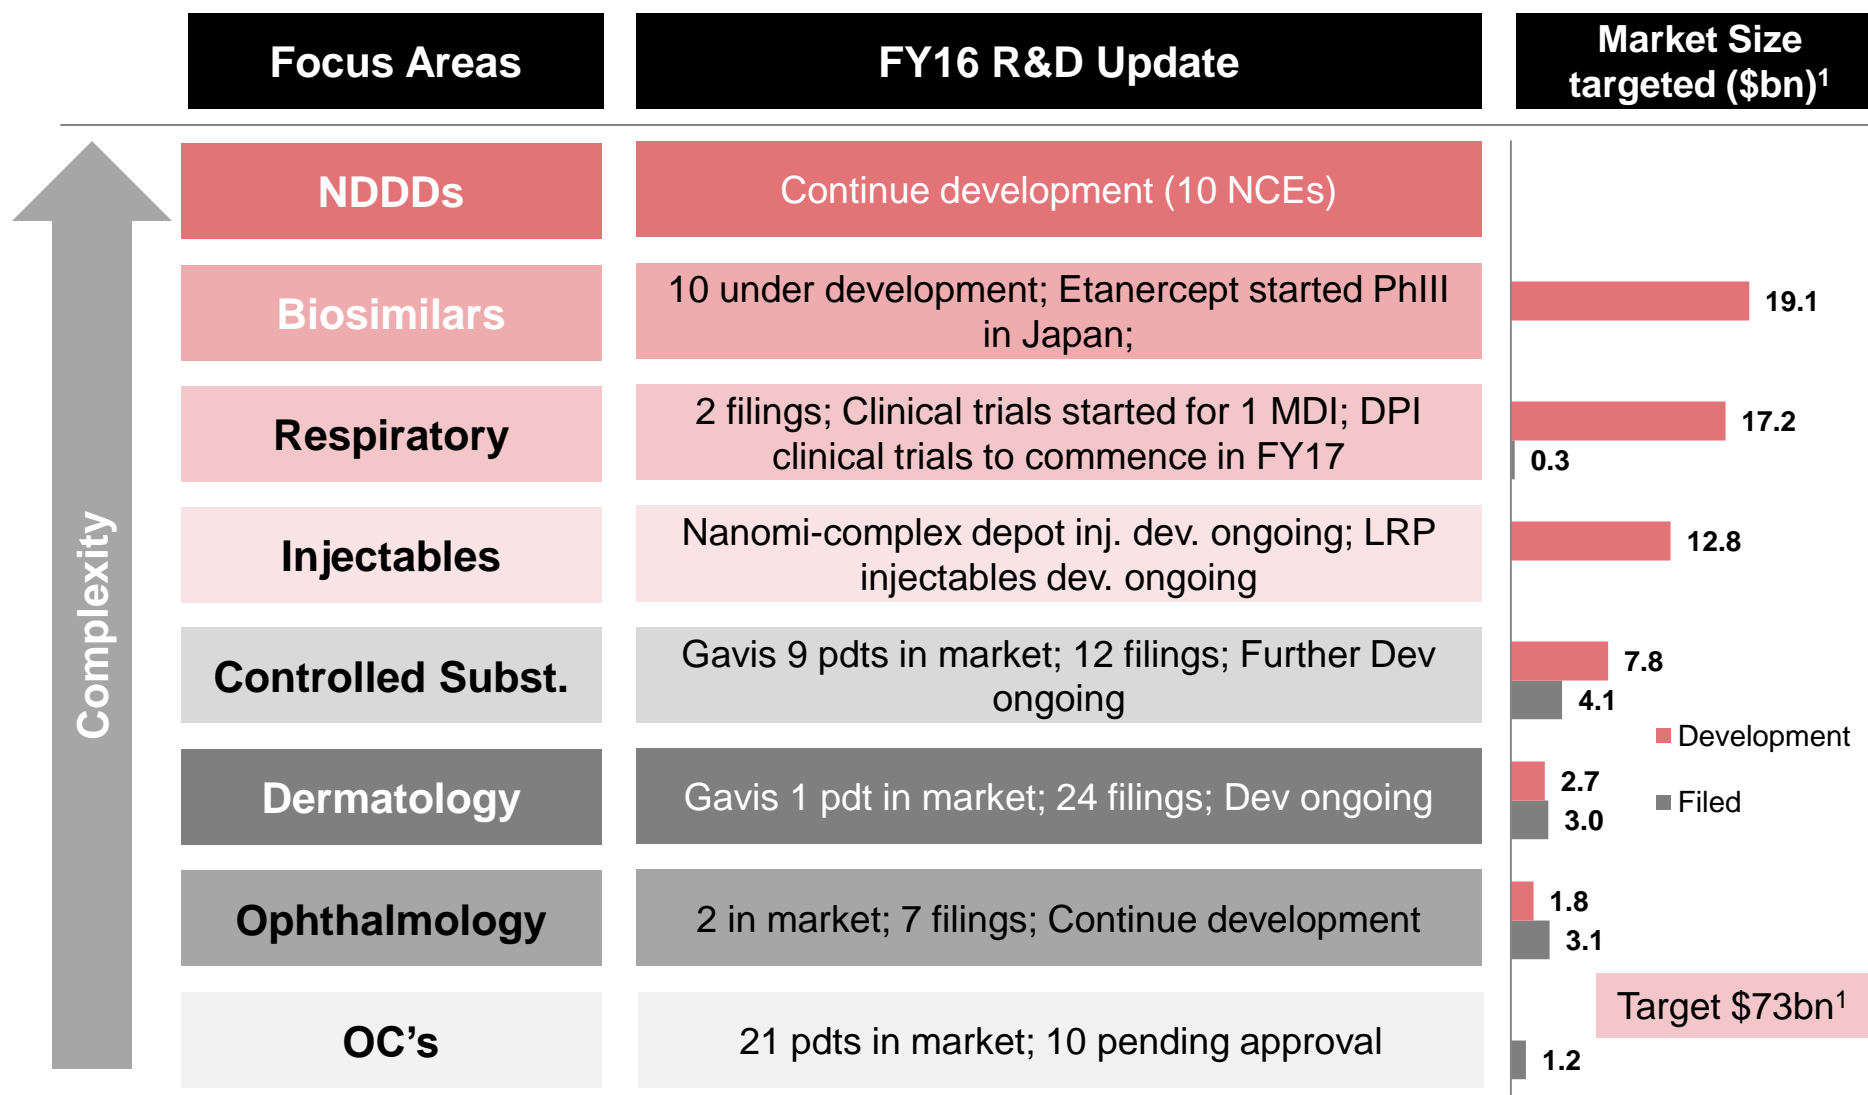 Focus Areas
FY16 R&D Update
Market Size
targeted ($bn)¹
Complexity
NDDDs
Continue development (10 NCEs)
Biosimilars
10 under development; Etanercept started PhIII
in Japan;
19.1
Respiratory
2 filings; Clinical trials started for 1 MDI; DPI
clinical trials to commence in FY17
17.2
0.3
Injectables
Nanomi-complex depot inj. dev. ongoing; LRP
injectables dev. ongoing
12.8
Controlled Subst.
Gavis 9 pdts in market; 12 filings; Further Dev
ongoing
7.8
4.1
Development
Filed
Dermatology
Gavis 1 pdt in market; 24 filings; Dev ongoing
2.7
3.0
Ophthalmology
2 in market; 7 filings; Continue development
1.8
3.1
Target $73bn¹
OC’s
21 pdts in market; 10 pending approval
1.2